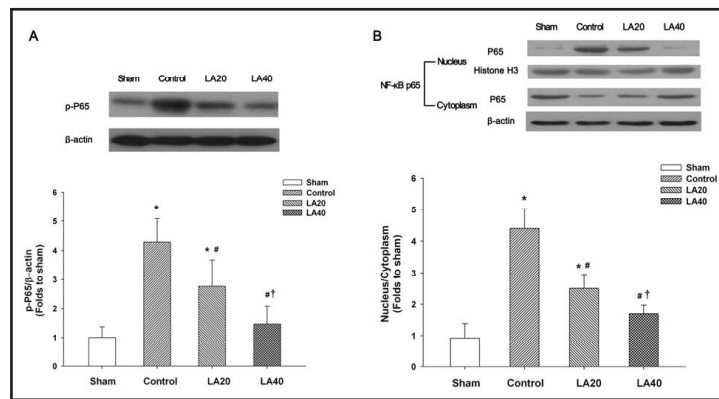 A
Sham Control LA20 LA40
p-P65
β-actin
Sham
Control
LA20
LA40
p-P65/β-actin
(Folds to sham)
6
5
4
3
2
1
0
*
* #
#†
Sham Control LA20 LA40
B
Sham Control LA20 LA40
P65
Nucleus
Histone H3
NF-κB p65
P65
Cytoplasm
β-actin
Sham
Control
LA20
LA40
Nucleus/Cytoplasm
(Folds to sham)
6
5
4
3
2
1
0
*
* #
# †
Sham Control LA20 LA40